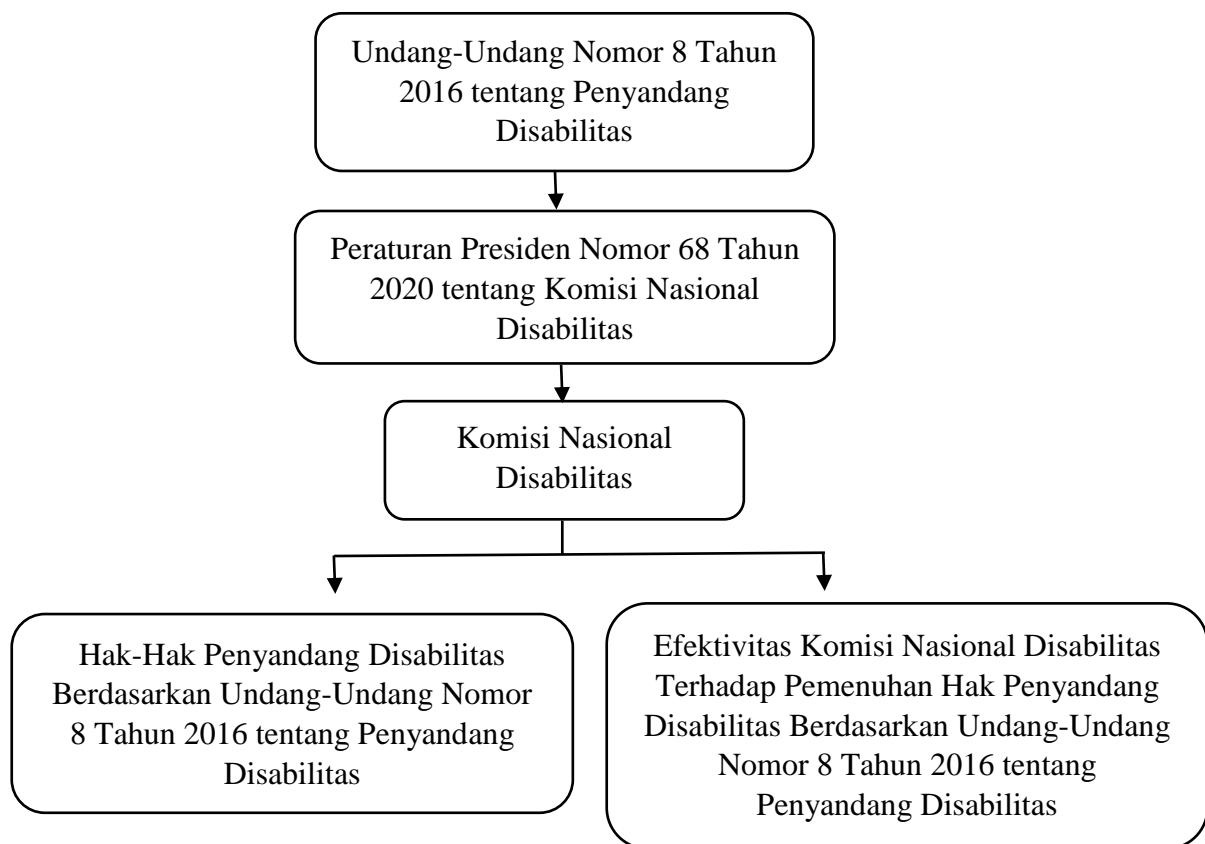 Undang-Undang Nomor 8 Tahun
2016 tentang Penyandang
Disabilitas
Peraturan Presiden Nomor 68 Tahun
2020 tentang Komisi Nasional
Disabilitas
Komisi Nasional
Disabilitas
Hak-Hak Penyandang Disabilitas
Berdasarkan Undang-Undang Nomor
8 Tahun 2016 tentang Penyandang
Disabilitas
Efektivitas Komisi Nasional Disabilitas
Terhadap Pemenuhan Hak Penyandang
Disabilitas Berdasarkan Undang-Undang
Nomor 8 Tahun 2016 tentang
Penyandang Disabilitas